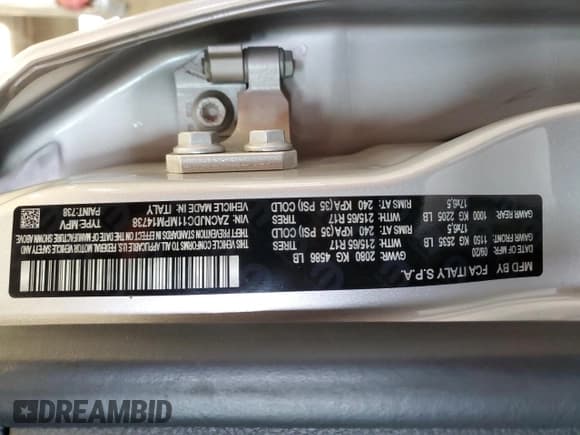 MFD BY FCA ITALY S.P.A.
DATE OF MFR: 09/20 GVWR: 2080 KG 4586 LB
GAWR FRONT: 1150 KG 2535 LB TIRES 215/65 R17
17x6.5 RIMS AT: 240 KPA (35 PSI) COLD
GAWR REAR: 1000 KG 2205 LB TIRES 215/65 R17
17x6.5 RIMS AT: 240 KPA (35 PSI) COLD
THIS VEHICLE CONFORMS TO ALL APPLICABLE U.S. FEDERAL MOTOR VEHICLE SAFETY AND
THEFT PREVENTION STANDARDS IN EFFECT ON THE DATE OF MANUFACTURE SHOWN ABOVE
VIN: TYPE: MPV
VEHICLE MADE IN: ITALY PAINT:738
DREAMBID